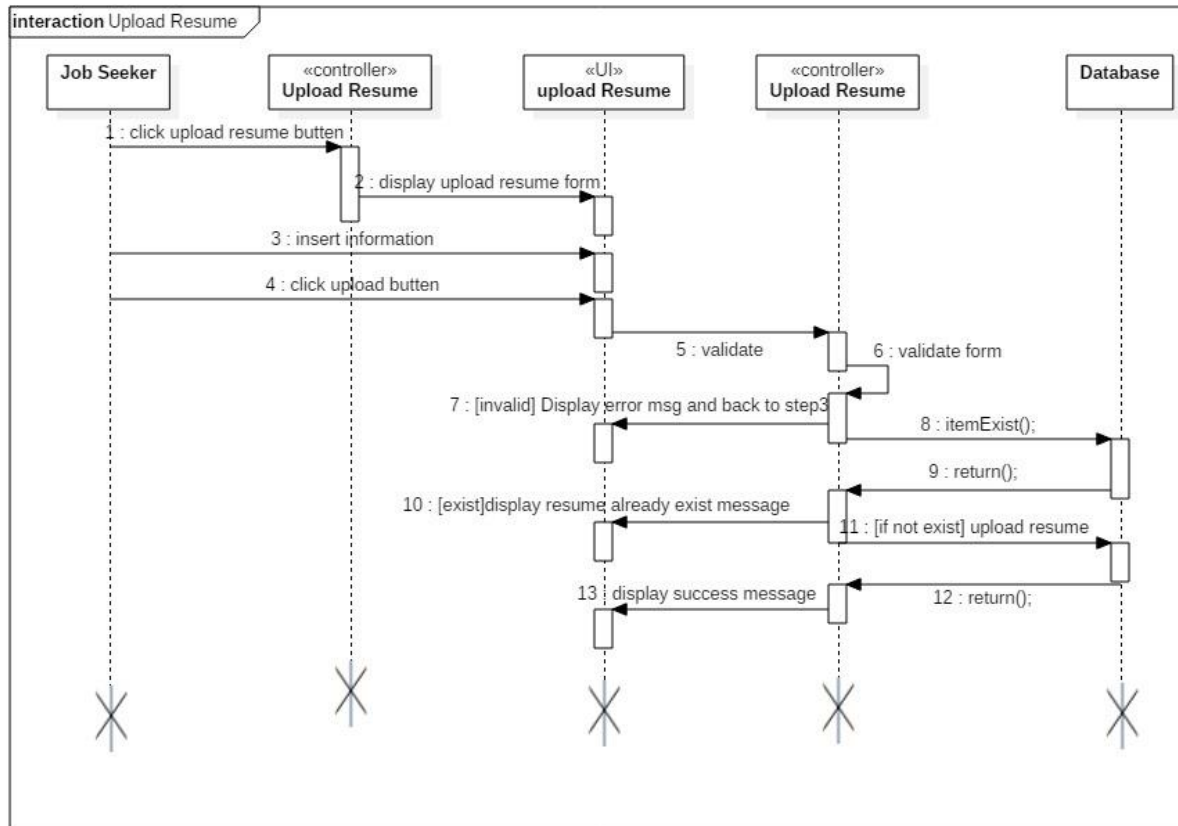 interaction Upload Resume
Job Seeker
«controller»
Upload Resume
«UI»
upload Resume
«controller»
Upload Resume
Database
1 : click upload resume butten
2 : display upload resume form
3 : insert information
4 : click upload butten
5 : validate
6 : validate form
7 : [invalid] Display error msg and back to step3
8 : itemExist();
9 : return();
10 : [exist]display resume already exist message
11 : [if not exist] upload resume
12 : return();
13 : display success message